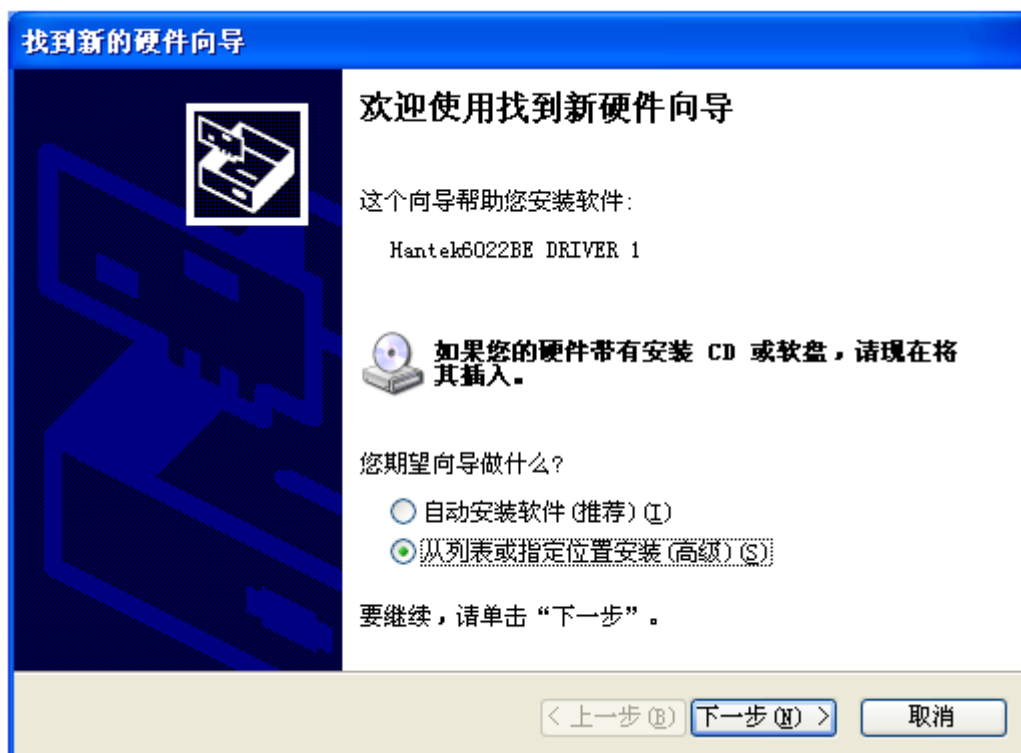 找到新的硬件向导
欢迎使用找到新硬件向导
这个向导帮助您安装软件:
Hantek6022BE DRIVER 1
如果您的硬件带有安装 CD 或软盘，请现在将
其插入。
您期望向导做什么?
自动安装软件(推荐)(I)
从列表或指定位置安装(高级)(S)
要继续，请单击“下一步”。
< 上一步(B) 下一步(N) > 取消